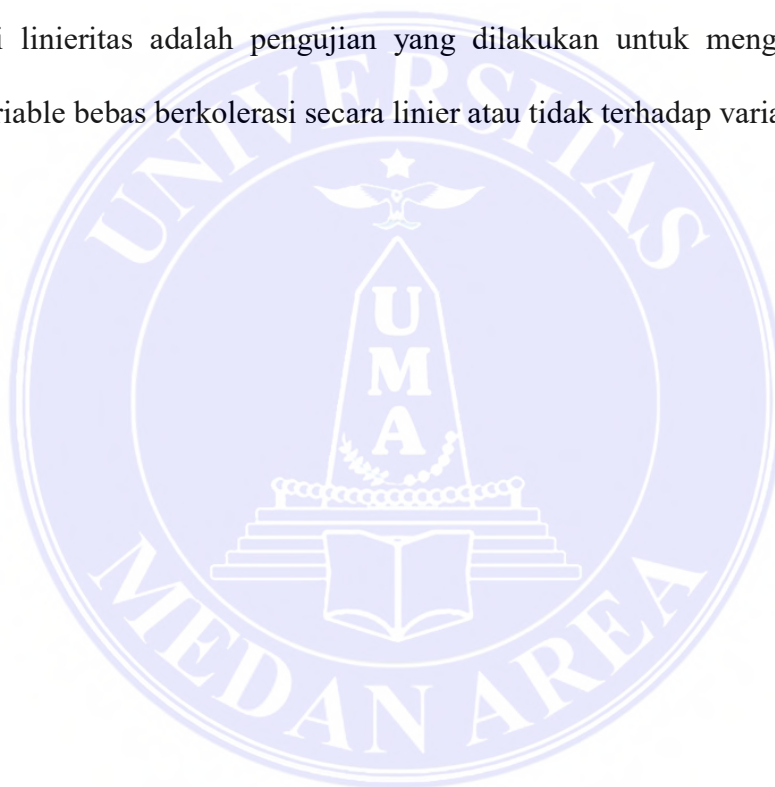 i linieritas adalah pengujian yang dilakukan untuk meng
riable bebas berkolerasi secara linier atau tidak terhadap varia
UNIVERSITAS
U
M
A
MEDAN AREA